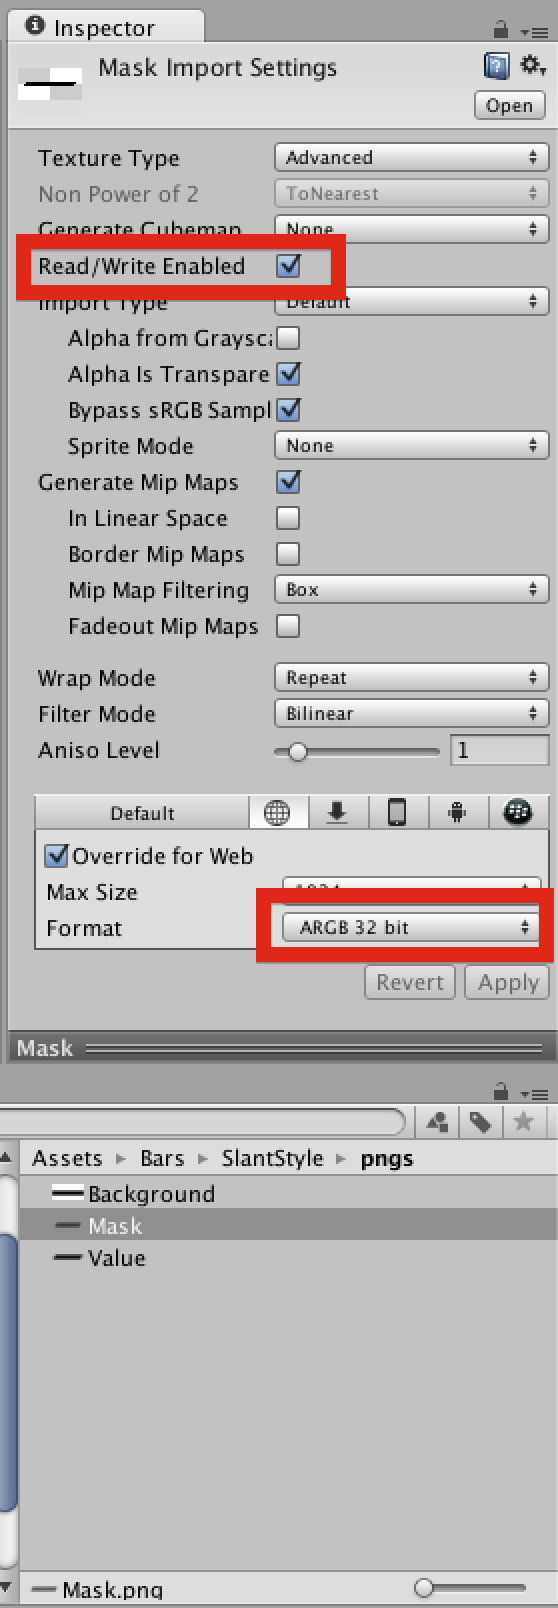 Inspector
Mask Import Settings
Open
Texture Type Advanced
Non Power of 2 ToNearest
Generate Cubemap None
Read/Write Enabled
Import Type Default
Alpha from Graysc
Alpha Is Transpare
Bypass sRGB Sampl
Sprite Mode None
Generate Mip Maps
In Linear Space
Border Mip Maps
Mip Map Filtering Box
Fadeout Mip Maps
Wrap Mode Repeat
Filter Mode Bilinear
Aniso Level 1
Default
Override for Web
Max Size 1024
Format ARGB 32 bit
Revert Apply
Mask
Assets ▸ Bars ▸ SlantStyle ▸ pngs
Background
Mask
Value
Mask.png